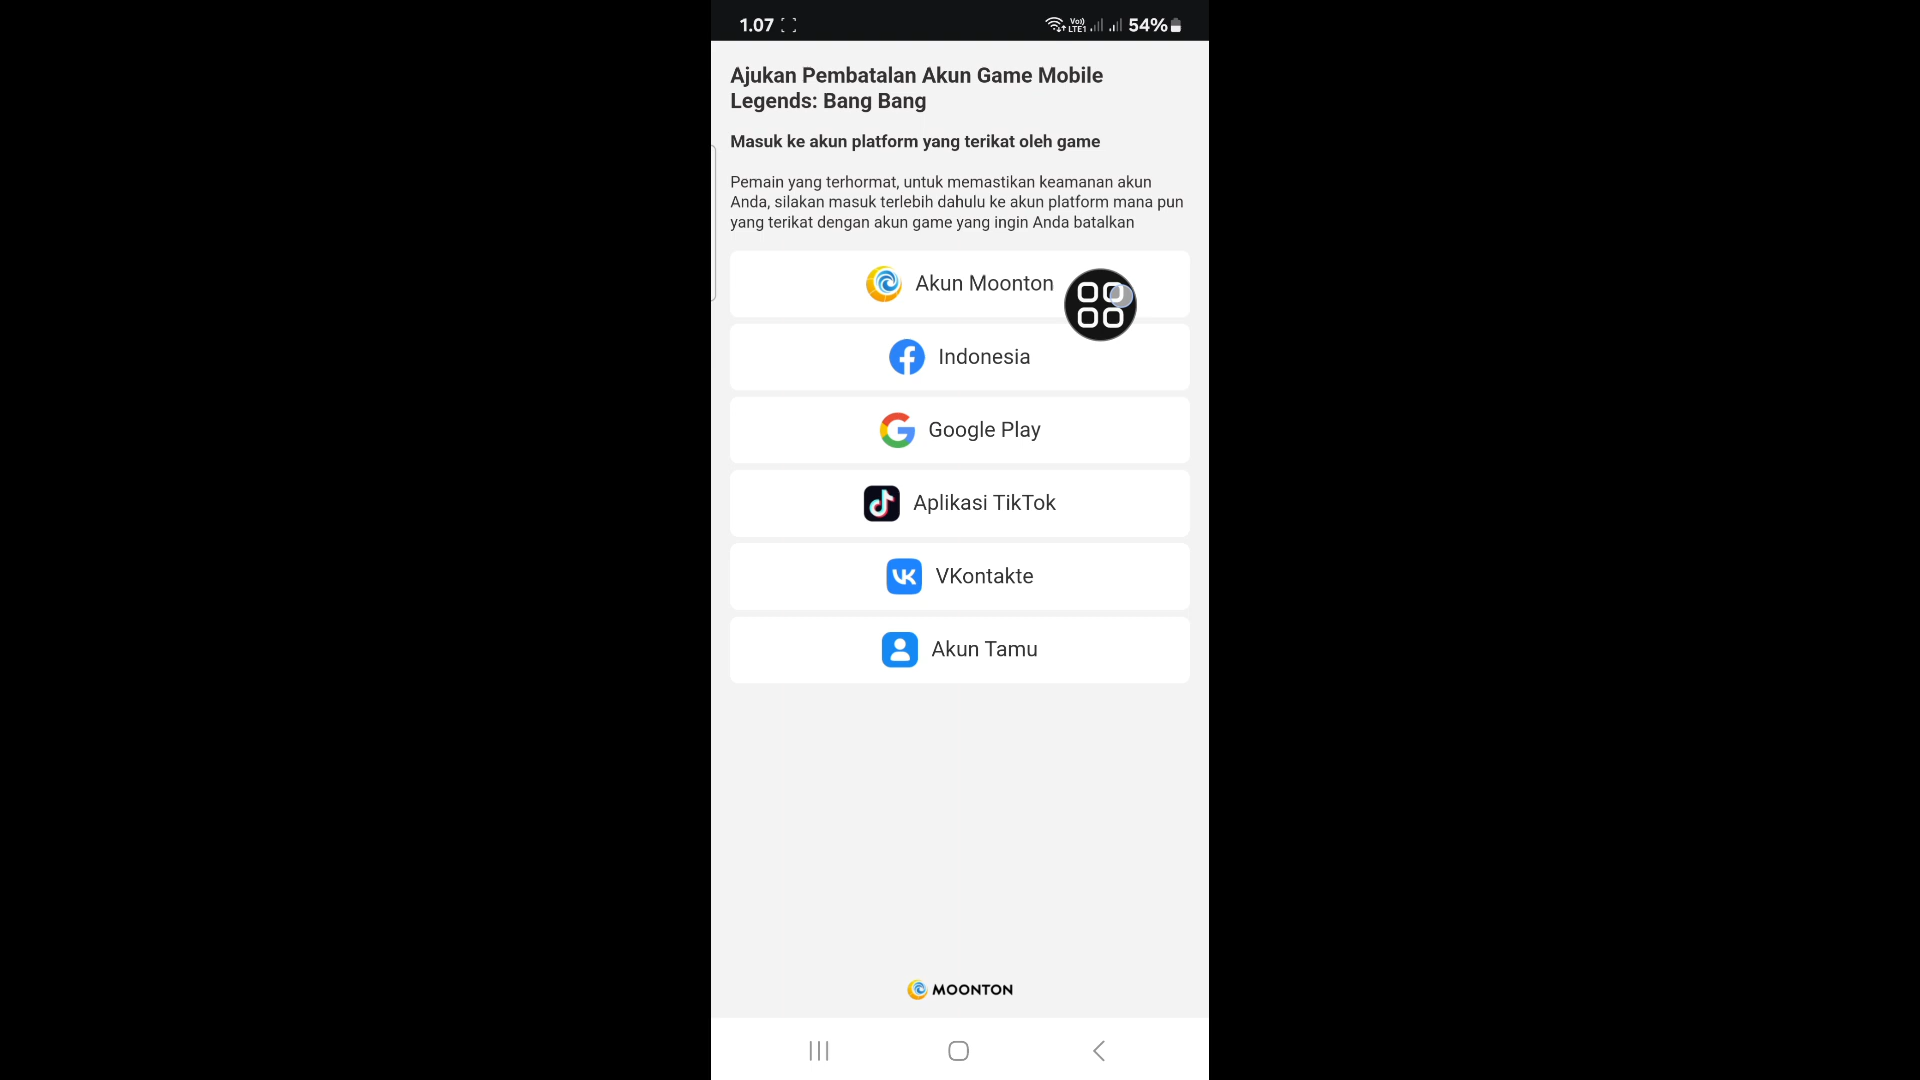 1.07
Vo))
LTE1
54%
Ajukan Pembatalan Akun Game Mobile
Legends: Bang Bang
Masuk ke akun platform yang terikat oleh game
Pemain yang terhormat, untuk memastikan keamanan akun
Anda, silakan masuk terlebih dahulu ke akun platform mana pun
yang terikat dengan akun game yang ingin Anda batalkan
Akun Moonton
Indonesia
Google Play
Aplikasi TikTok
VKontakte
Akun Tamu
MOONTON